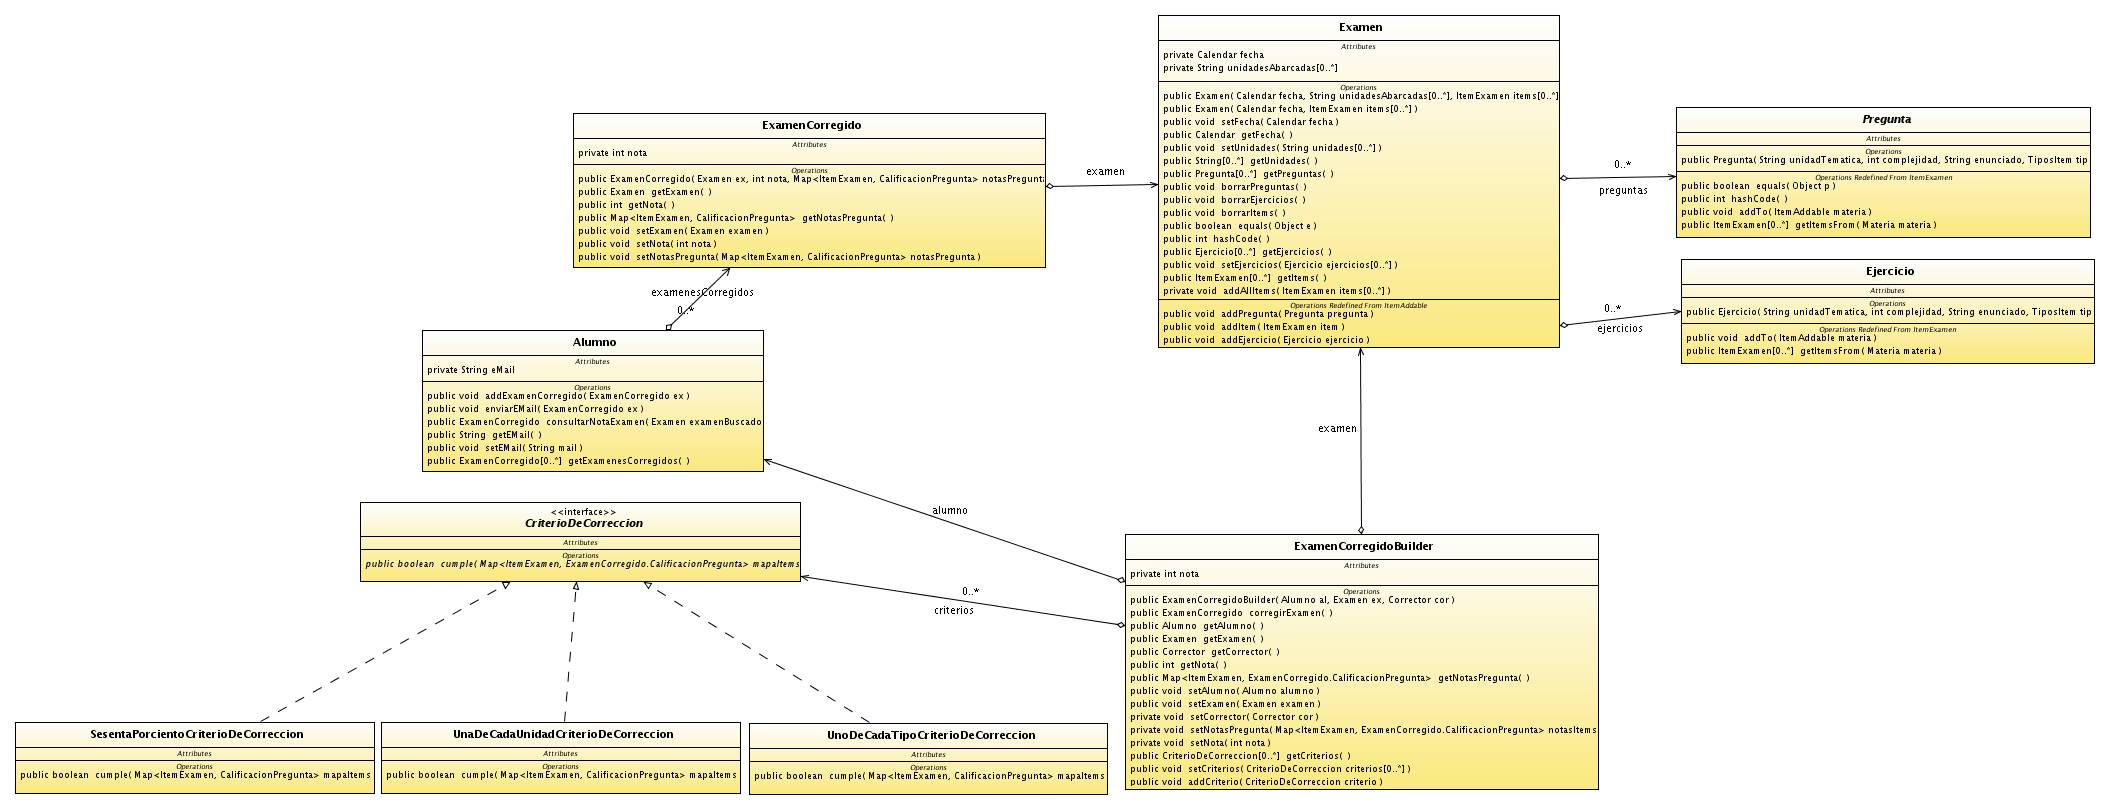 Examen
Attributes
private Calendar fecha
private String unidadesAbarcadas[0..*]
Operations
public Examen( Calendar fecha, String unidadesAbarcadas[0..*], ItemExamen items[0..*]
public Examen( Calendar fecha, ItemExamen items[0..*] )
public void setFecha( Calendar fecha )
public Calendar getFecha( )
public void setUnidades( String unidades[0..*] )
public String[0..*] getUnidades( )
public Pregunta[0..*] getPreguntas( )
public void borrarPreguntas( )
public void borrarEjercicios( )
public void borrarItems( )
public boolean equals( Object e )
public int hashCode( )
public Ejercicio[0..*] getEjercicios( )
public void setEjercicios( Ejercicio ejercicios[0..*] )
public ItemExamen[0..*] getItems( )
private void addAllItems( ItemExamen items[0..*] )
Operations Redefined From ItemAddable
public void addPregunta( Pregunta pregunta )
public void addItem( ItemExamen item )
public void addEjercicio( Ejercicio ejercicio )
ExamenCorregido
Attributes
private int nota
Operations
public ExamenCorregido( Examen ex, int nota, Map<ItemExamen, CalificacionPregunta> notasPregunta
public Examen getExamen( )
public int getNota( )
public Map<ItemExamen, CalificacionPregunta> getNotasPregunta( )
public void setExamen( Examen examen )
public void setNota( int nota )
public void setNotasPregunta( Map<ItemExamen, CalificacionPregunta> notasPregunta )
examen
0..*
preguntas
Pregunta
Attributes
Operations
public Pregunta( String unidadTematica, int complejidad, String enunciado, TiposItem tip
Operations Redefined From ItemExamen
public boolean equals( Object p )
public int hashCode( )
public void addTo( ItemAddable materia )
public ItemExamen[0..*] getItemsFrom( Materia materia )
0..*
ejercicios
Ejercicio
Attributes
Operations
public Ejercicio( String unidadTematica, int complejidad, String enunciado, TiposItem tip
Operations Redefined From ItemExamen
public void addTo( ItemAddable materia )
public ItemExamen[0..*] getItemsFrom( Materia materia )
examenesCorregidos
0..*
Alumno
Attributes
private String eMail
Operations
public void addExamenCorregido( ExamenCorregido ex )
public void enviarEMail( ExamenCorregido ex )
public ExamenCorregido consultarNotaExamen( Examen examenBuscado
public String getEMail( )
public void setEMail( String mail )
public ExamenCorregido[0..*] getExamenesCorregidos( )
examen
alumno
<<interface>>
CriterioDeCorreccion
Attributes
Operations
public boolean cumple( Map<ItemExamen, ExamenCorregido.CalificacionPregunta> mapaItems
0..*
criterios
ExamenCorregidoBuilder
Attributes
private int nota
Operations
public ExamenCorregidoBuilder( Alumno al, Examen ex, Corrector cor )
public ExamenCorregido corregirExamen( )
public Alumno getAlumno( )
public Examen getExamen( )
public Corrector getCorrector( )
public int getNota( )
public Map<ItemExamen, ExamenCorregido.CalificacionPregunta> getNotasPregunta( )
public void setAlumno( Alumno alumno )
public void setExamen( Examen examen )
private void setCorrector( Corrector cor )
private void setNotasPregunta( Map<ItemExamen, ExamenCorregido.CalificacionPregunta> notasItems
private void setNota( int nota )
public CriterioDeCorreccion[0..*] getCriterios( )
public void setCriterios( CriterioDeCorreccion criterios[0..*] )
public void addCriterio( CriterioDeCorreccion criterio )
SesentaPorcientoCriterioDeCorreccion
Attributes
Operations
public boolean cumple( Map<ItemExamen, CalificacionPregunta> mapaItems
UnaDeCadaUnidadCriterioDeCorreccion
Attributes
Operations
public boolean cumple( Map<ItemExamen, CalificacionPregunta> mapaItems
UnoDeCadaTipoCriterioDeCorreccion
Attributes
Operations
public boolean cumple( Map<ItemExamen, CalificacionPregunta> mapaItems